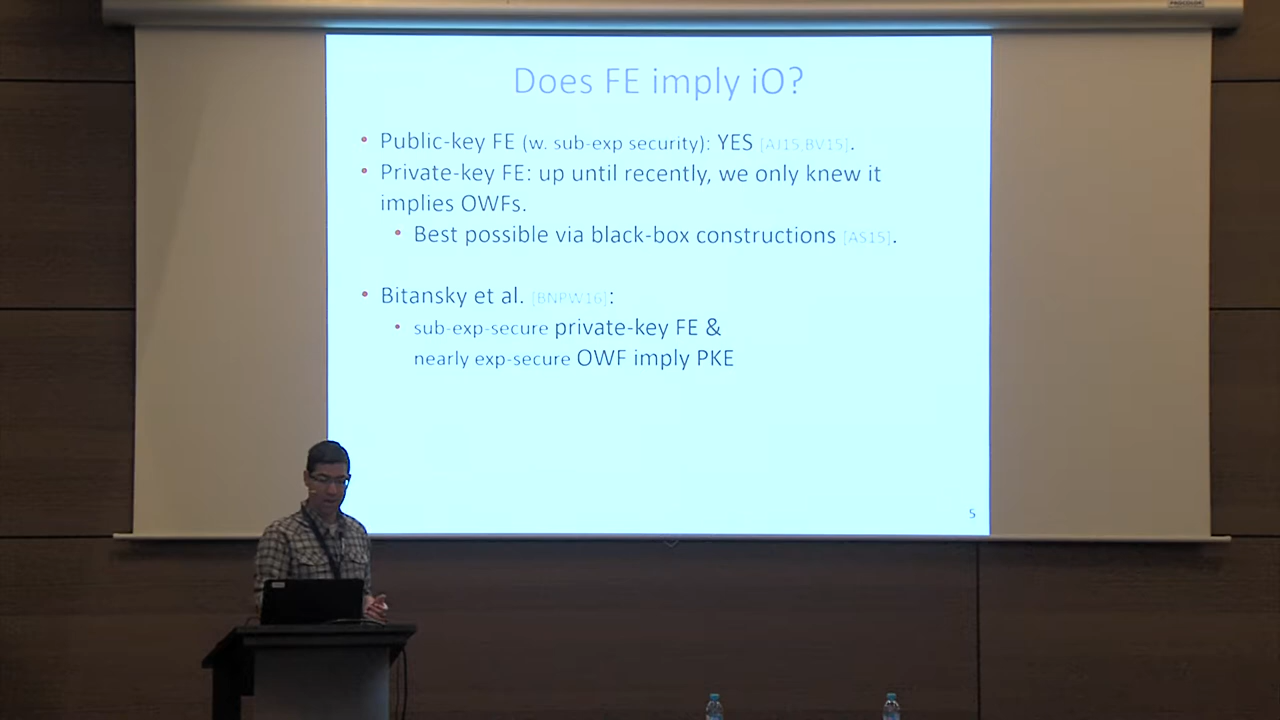 PROCOLOR
Does FE imply iO?
• Public-key FE (w. sub-exp security): YES [AJ15,BV15].
• Private-key FE: up until recently, we only knew it
implies OWFs.
• Best possible via black-box constructions [AS15].
• Bitansky et al. [BNPW16]:
• sub-exp-secure private-key FE &
nearly exp-secure OWF imply PKE
5